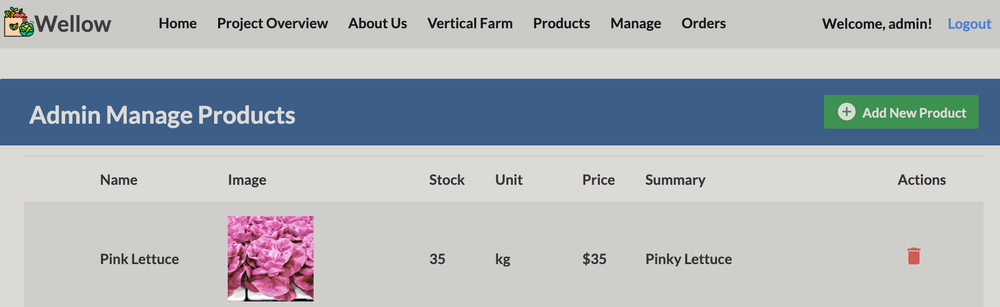 Wellow Home Project Overview About Us Vertical Farm Products Manage Orders Welcome, admin! Logout
Admin Manage Products Add New Product
Name Image Stock Unit Price Summary Actions
Pink Lettuce 35 kg $35 Pinky Lettuce